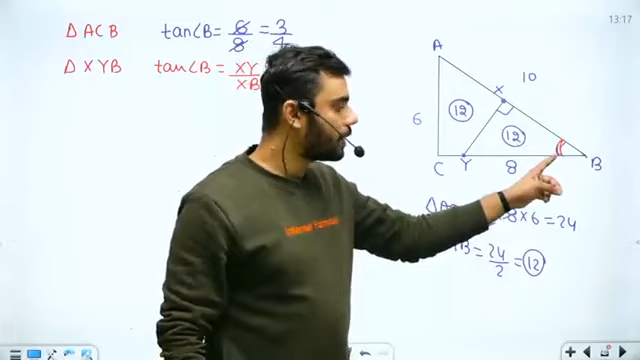 13:17
Δ ACB tan∠B = 6/8 = 3/4
Δ XYB tan∠B = XY/XB
A
10
X
6
12
12
C Y 8 B
8 × 6 = 24
B = 24/2 = 12